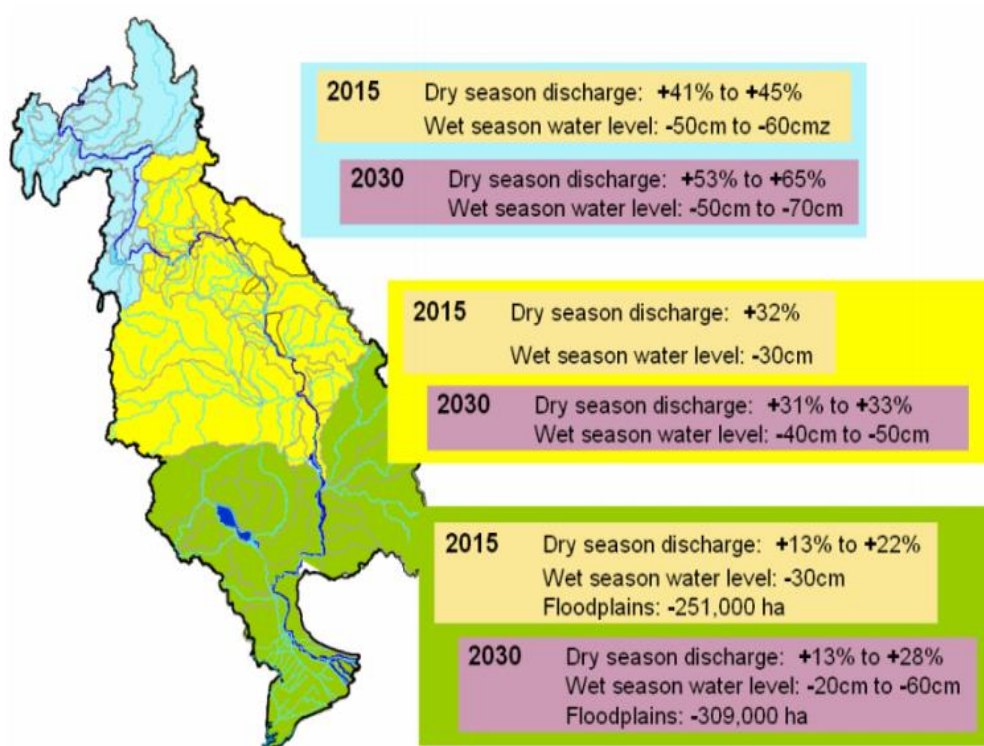 2015 Dry season discharge: +41% to +45%
Wet season water level: -50cm to -60cmz
2030 Dry season discharge: +53% to +65%
Wet season water level: -50cm to -70cm
2015 Dry season discharge: +32%
Wet season water level: -30cm
2030 Dry season discharge: +31% to +33%
Wet season water level: -40cm to -50cm
2015 Dry season discharge: +13% to +22%
Wet season water level: -30cm
Floodplains: -251,000 ha
2030 Dry season discharge: +13% to +28%
Wet season water level: -20cm to -60cm
Floodplains: -309,000 ha